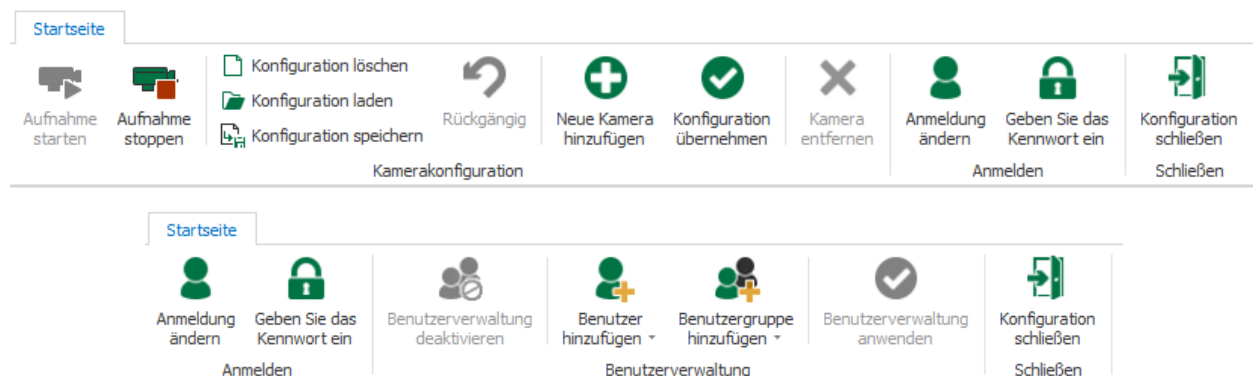 Startseite
Aufnahme starten
Aufnahme stoppen
Konfiguration löschen
Konfiguration laden
Konfiguration speichern
Rückgängig
Neue Kamera hinzufügen
Konfiguration übernehmen
Kamera entfernen
Anmeldung ändern
Geben Sie das Kennwort ein
Konfiguration schließen
Kamerakonfiguration
Anmelden
Schließen
Startseite
Anmeldung ändern
Geben Sie das Kennwort ein
Benutzerverwaltung deaktivieren
Benutzer hinzufügen
Benutzergruppe hinzufügen
Benutzerverwaltung anwenden
Konfiguration schließen
Anmelden
Benutzerverwaltung
Schließen